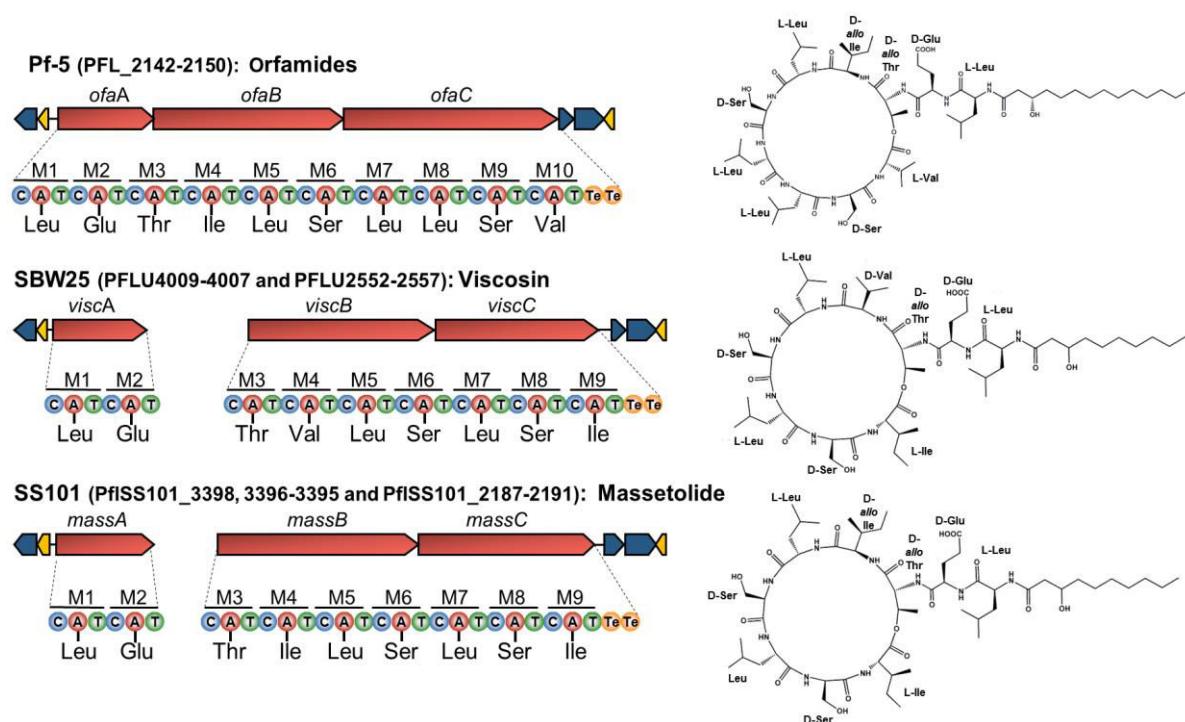 Pf-5 (PFL_2142-2150): Orfamides
ofaA ofaB ofaC
M1 M2 M3 M4 M5 M6 M7 M8 M9 M10
C A T C A T C A T C A T C A T C A T C A T C A T C A T C A T Te Te
Leu Glu Thr Ile Leu Ser Leu Leu Ser Val
L-Leu
D-allo Ile
D-allo Thr
D-Glu
COOH
L-Leu
D-Ser
L-Leu
L-Leu
D-Ser
L-Val
SBW25 (PFLU4009-4007 and PFLU2552-2557): Viscosin
viscA viscB viscC
M1 M2 M3 M4 M5 M6 M7 M8 M9
C A T C A T C A T C A T C A T C A T C A T C A T C A T Te Te
Leu Glu Thr Val Leu Ser Leu Ser Ile
L-Leu
D-Val
D-allo Thr
D-Glu
HOOC
L-Leu
D-Ser
L-Leu
D-Ser
L-Ile
SS101 (PflSS101_3398, 3396-3395 and PflSS101_2187-2191): Massetolide
massA massB massC
M1 M2 M3 M4 M5 M6 M7 M8 M9
C A T C A T C A T C A T C A T C A T C A T C A T C A T Te Te
Leu Glu Thr Ile Leu Ser Leu Ser Ile
L-Leu
D-allo Ile
D-allo Thr
D-Glu
HOOC
L-Leu
D-Ser
Leu
D-Ser
L-Ile